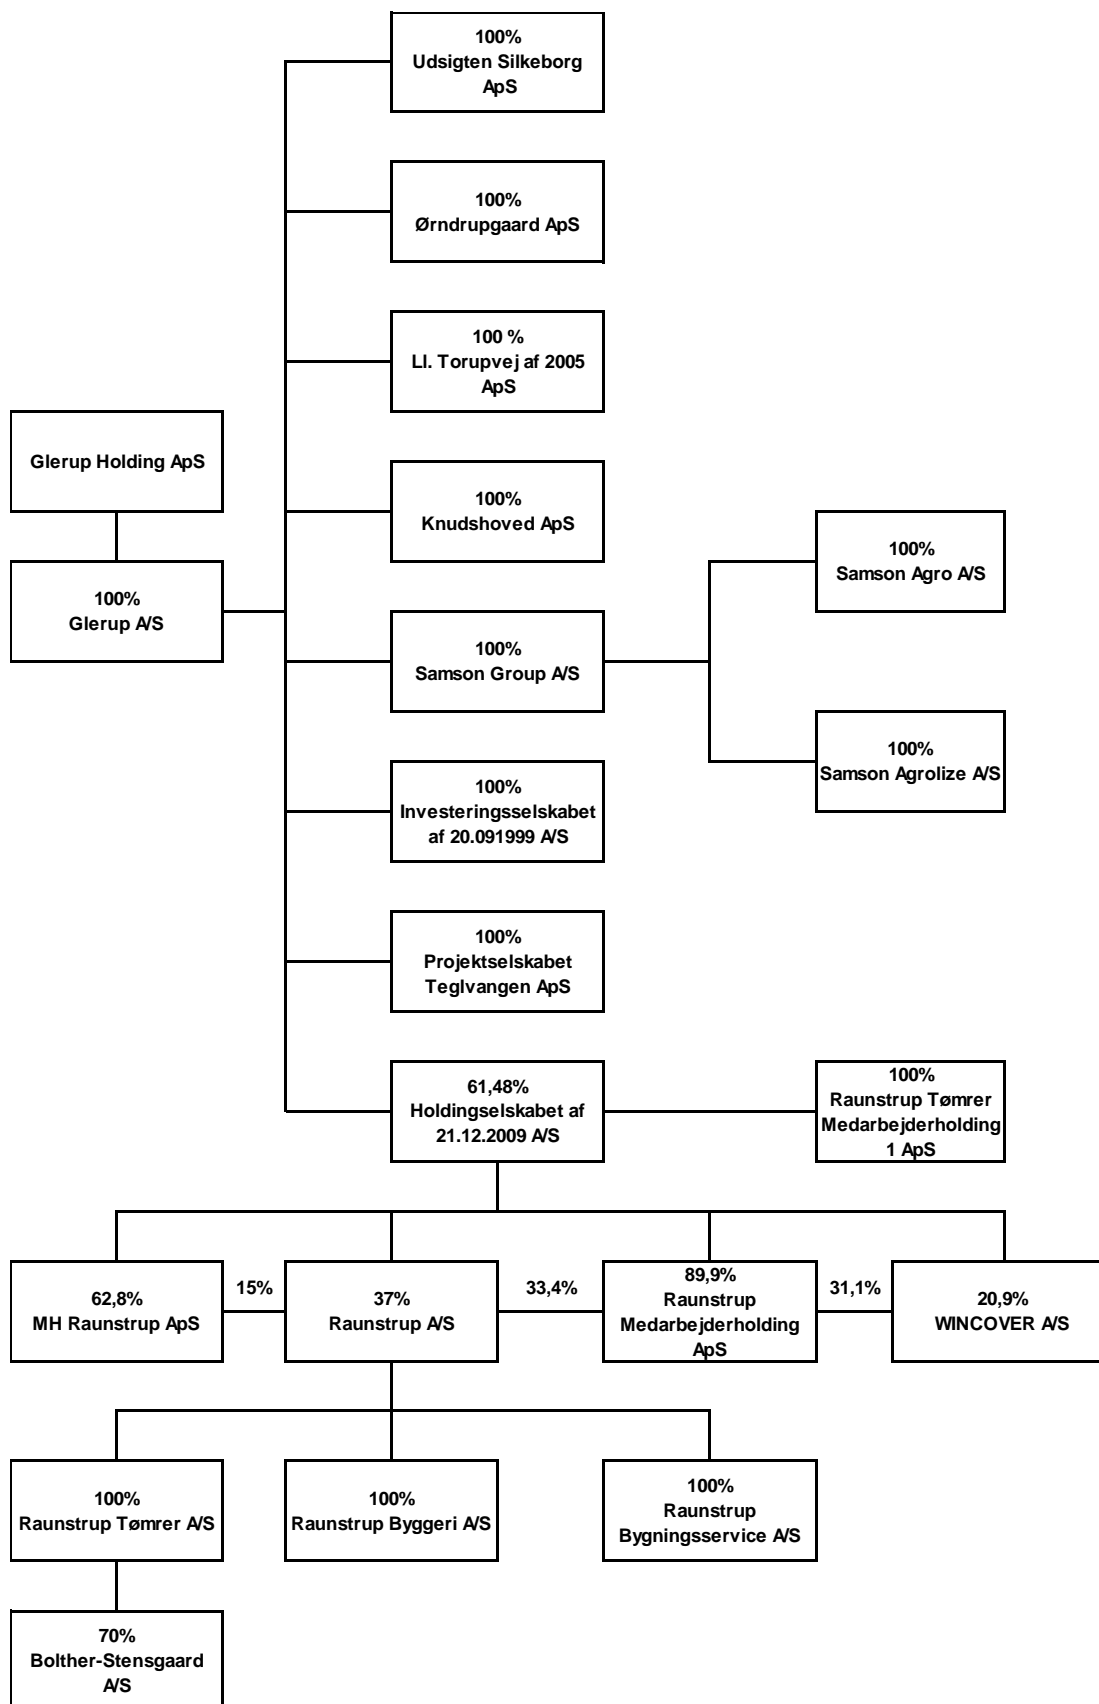 100%
Udsigten Silkeborg
ApS
100%
Ørndrupgaard ApS
100 %
Ll. Torupvej af 2005
ApS
Glerup Holding ApS
100%
Knudshoved ApS
100%
Samson Agro A/S
100%
Glerup A/S
100%
Samson Group A/S
100%
Samson Agrolize A/S
100%
Investeringsselskabet
af 20.091999 A/S
100%
Projektselskabet
Teglvangen ApS
61,48%
Holdingselskabet af
21.12.2009 A/S
100%
Raunstrup Tømrer
Medarbejderholding
1 ApS
62,8%
MH Raunstrup ApS
15%
37%
Raunstrup A/S
33,4%
89,9%
Raunstrup
Medarbejderholding
ApS
31,1%
20,9%
WINCOVER A/S
100%
Raunstrup Tømrer A/S
100%
Raunstrup Byggeri A/S
100%
Raunstrup
Bygningsservice A/S
70%
Bolther-Stensgaard
A/S